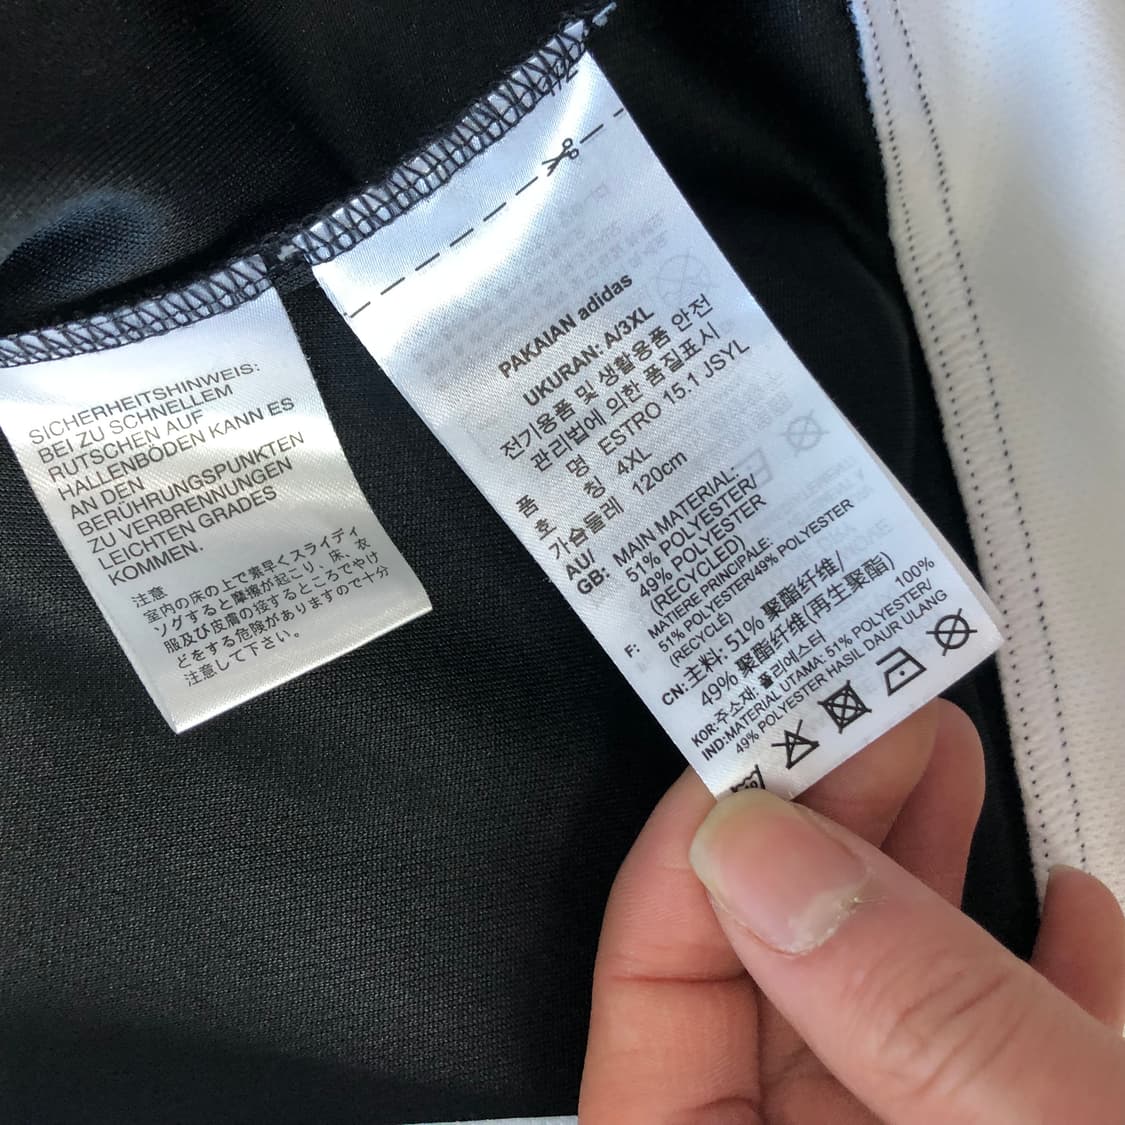 SICHERHEITSHINWEIS:
BEI ZU SCHNELLEM
RUTSCHEN AUF
HALLENBÖDEN KANN ES
AN DEN
BERÜHRUNGSPUNKTEN
ZU VERBRENNUNGEN
LEICHTEN GRADES
KOMMEN.
注意
室内の床の上で素早くスライディ
ングすると摩擦が起こり、床、衣
服及び皮膚の接するところでやけ
どをする危険がありますので十分
注意して下さい。
PAKAIAN adidas
UKURAN: A/3XL
전기용품 및 생활용품 안전
관리법에 의한 품질표시
품 명 ESTRO 15.1 JSYL
호 칭 4XL
가슴둘레 120cm
AU/
GB: MAIN MATERIAL:
51% POLYESTER/
49% POLYESTER
(RECYCLED)
F: MATIERE PRINCIPALE:
51% POLYESTER/49% POLYESTER
(RECYCLÉ)
CN:主料: 51% 聚酯纤维/
49% 聚酯纤维(再生聚酯)
KOR:주소재: 폴리에스터 100%
IND:MATERIAL UTAMA: 51% POLYESTER/
49% POLYESTER HASIL DAUR ULANG